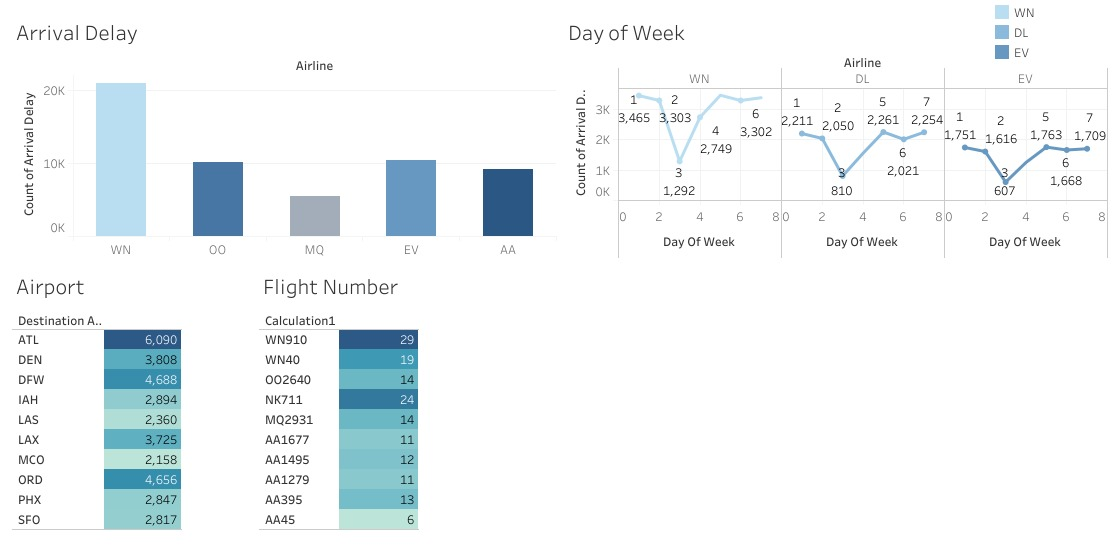 Arrival Delay
Airline
Count of Arrival Delay
20K
10K
0K
WN OO MQ EV AA
Day of Week
WN
DL
EV
Airline
WN DL EV
Count of Arrival D..
3K
2K
1K
0K
1
3,465
2
3,303
3
1,292
4
2,749
6
3,302
1
2,211
2
2,050
3
810
5
2,261
6
2,021
7
2,254
1
1,751
2
1,616
3
607
5
1,763
6
1,668
7
1,709
0 2 4 6 8 0 2 4 6 8 0 2 4 6 8
Day Of Week Day Of Week Day Of Week
Airport
Destination A..
ATL 6,090
DEN 3,808
DFW 4,688
IAH 2,894
LAS 2,360
LAX 3,725
MCO 2,158
ORD 4,656
PHX 2,847
SFO 2,817
Flight Number
Calculation1
WN910 29
WN40 19
OO2640 14
NK711 24
MQ2931 14
AA1677 11
AA1495 12
AA1279 11
AA395 13
AA45 6